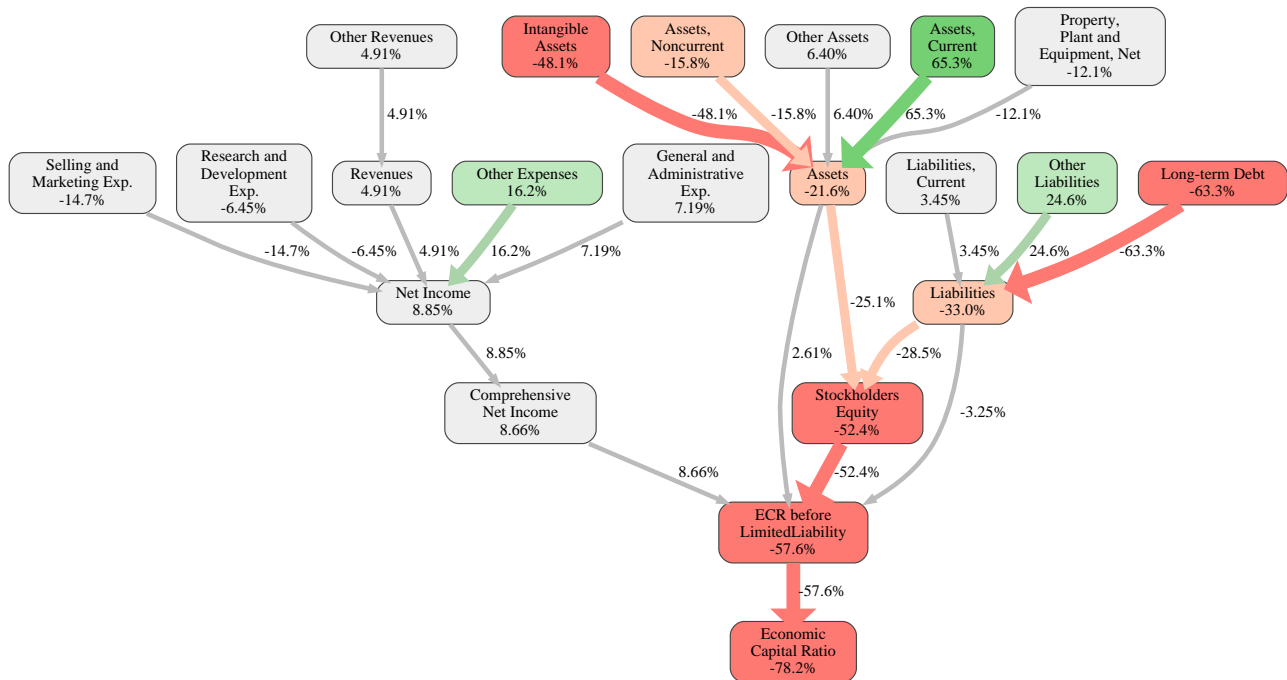 Other Revenues
4.91%
Intangible
Assets
-48.1%
Assets,
Noncurrent
-15.8%
Other Assets
6.40%
Assets,
Current
65.3%
Property,
Plant and
Equipment, Net
-12.1%
4.91%
-48.1%
-15.8%
6.40%
65.3%
-12.1%
Selling and
Marketing Exp.
-14.7%
Research and
Development
Exp.
-6.45%
Revenues
4.91%
Other Expenses
16.2%
General and
Administrative
Exp.
7.19%
Assets
-21.6%
Liabilities,
Current
3.45%
Other
Liabilities
24.6%
Long-term Debt
-63.3%
-14.7%
-6.45%
4.91%
16.2%
7.19%
3.45%
24.6%
-63.3%
Net Income
8.85%
-25.1%
Liabilities
-33.0%
8.85%
2.61%
-28.5%
Comprehensive
Net Income
8.66%
Stockholders
Equity
-52.4%
-3.25%
8.66%
-52.4%
ECR before
LimitedLiability
-57.6%
-57.6%
Economic
Capital Ratio
-78.2%